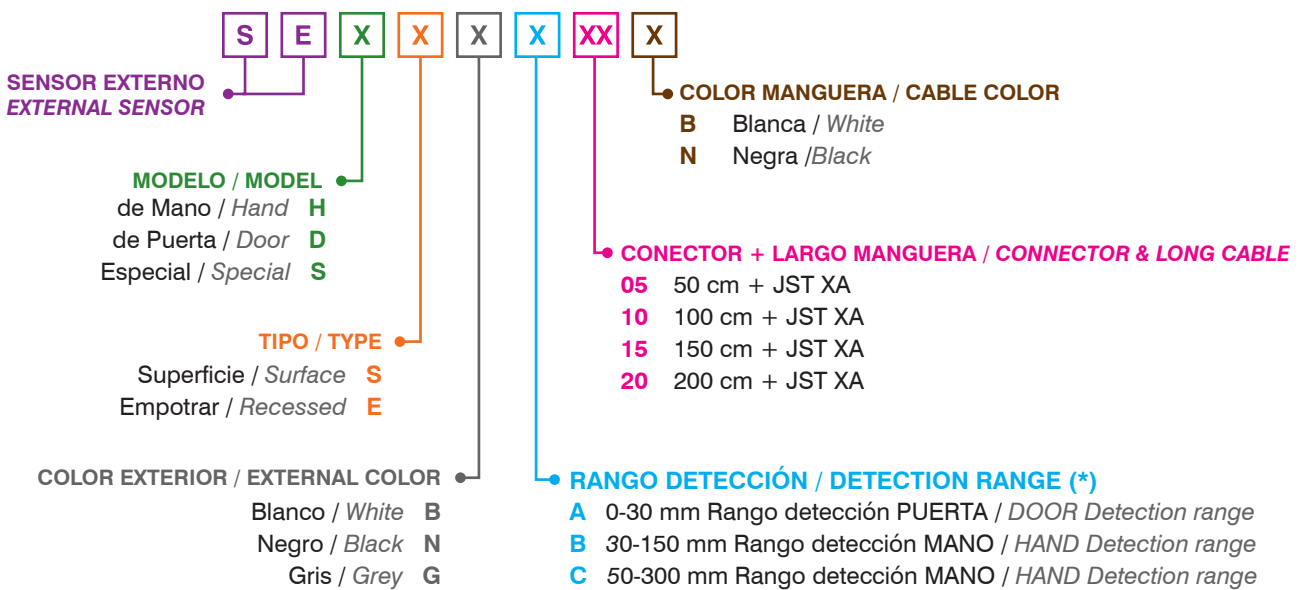 S E X X X X XX X
SENSOR EXTERNO
EXTERNAL SENSOR
COLOR MANGUERA / CABLE COLOR
B Blanca / White
N Negra /Black
MODELO / MODEL
de Mano / Hand H
de Puerta / Door D
Especial / Special S
CONECTOR + LARGO MANGUERA / CONNECTOR & LONG CABLE
05 50 cm + JST XA
10 100 cm + JST XA
15 150 cm + JST XA
20 200 cm + JST XA
TIPO / TYPE
Superficie / Surface S
Empotrar / Recessed E
COLOR EXTERIOR / EXTERNAL COLOR
Blanco / White B
Negro / Black N
Gris / Grey G
RANGO DETECCIÓN / DETECTION RANGE (*)
A 0-30 mm Rango detección PUERTA / DOOR Detection range
B 30-150 mm Rango detección MANO / HAND Detection range
C 50-300 mm Rango detección MANO / HAND Detection range